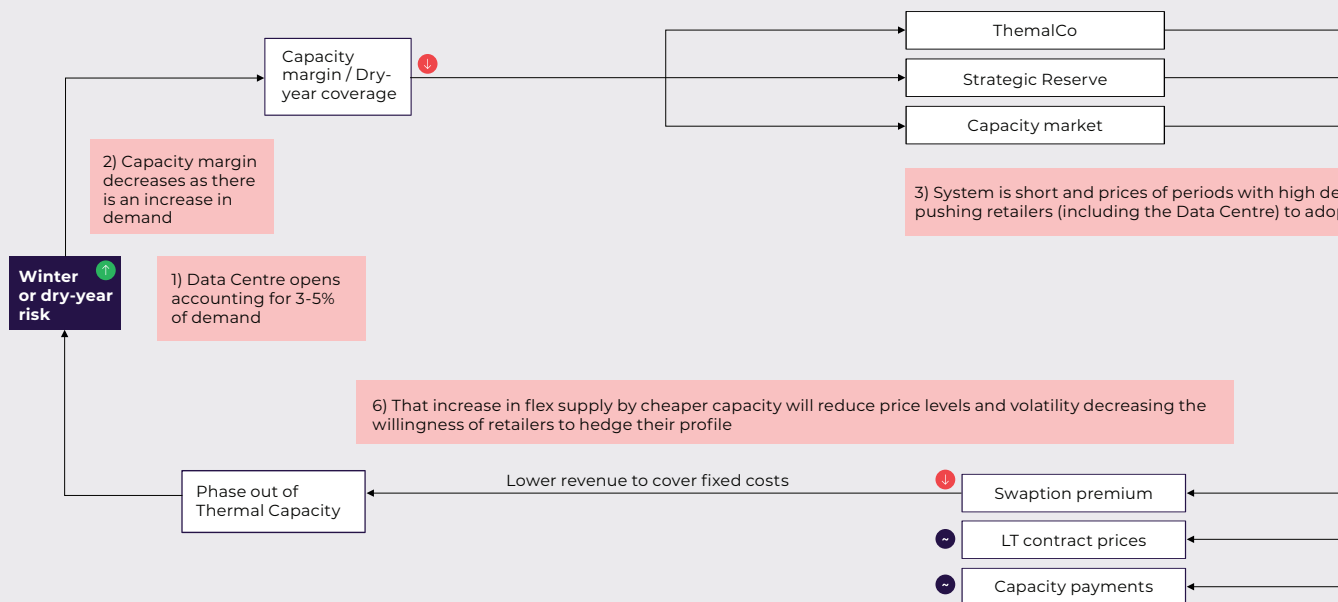 ThemalCo
Capacity
margin / Dry-
year coverage
↓
Strategic Reserve
Capacity market
2) Capacity margin
decreases as there
is an increase in
demand
3) System is short and prices of periods with high de
pushing retailers (including the Data Centre) to adop
Winter
or dry-year
risk
↑
1) Data Centre opens
accounting for 3-5%
of demand
6) That increase in flex supply by cheaper capacity will reduce price levels and volatility decreasing the
willingness of retailers to hedge their profile
Phase out of
Thermal Capacity
Lower revenue to cover fixed costs
↓
Swaption premium
~
LT contract prices
~
Capacity payments